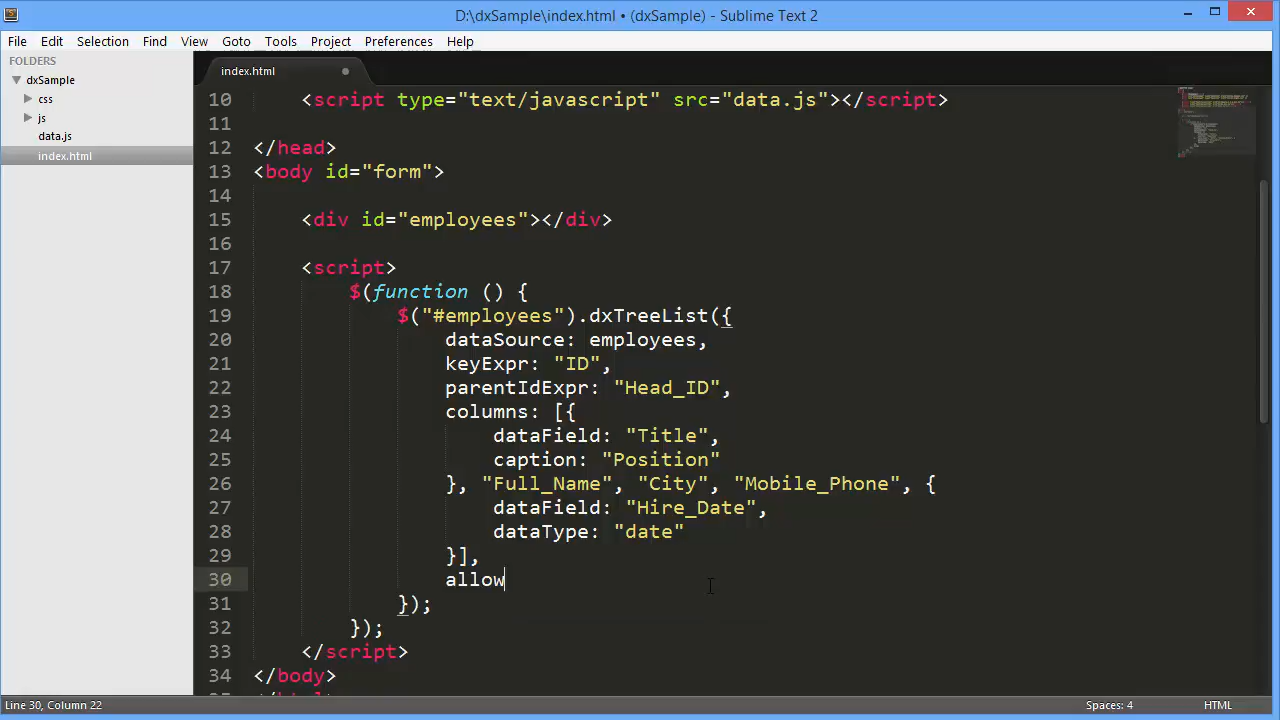 D:\dxSample\index.html • (dxSample) - Sublime Text 2
File Edit Selection Find View Goto Tools Project Preferences Help
FOLDERS
dxSample
css
js
data.js
index.html
index.html
10 <script type="text/javascript" src="data.js"></script>
11
12 </head>
13 <body id="form">
14
15 <div id="employees"></div>
16
17 <script>
18 $(function () {
19 $("#employees").dxTreeList({
20 dataSource: employees,
21 keyExpr: "ID",
22 parentIdExpr: "Head_ID",
23 columns: [{
24 dataField: "Title",
25 caption: "Position"
26 }, "Full_Name", "City", "Mobile_Phone", {
27 dataField: "Hire_Date",
28 dataType: "date"
29 }],
30 allow
31 });
32 });
33 </script>
34 </body>
Line 30, Column 22
Spaces: 4 HTML